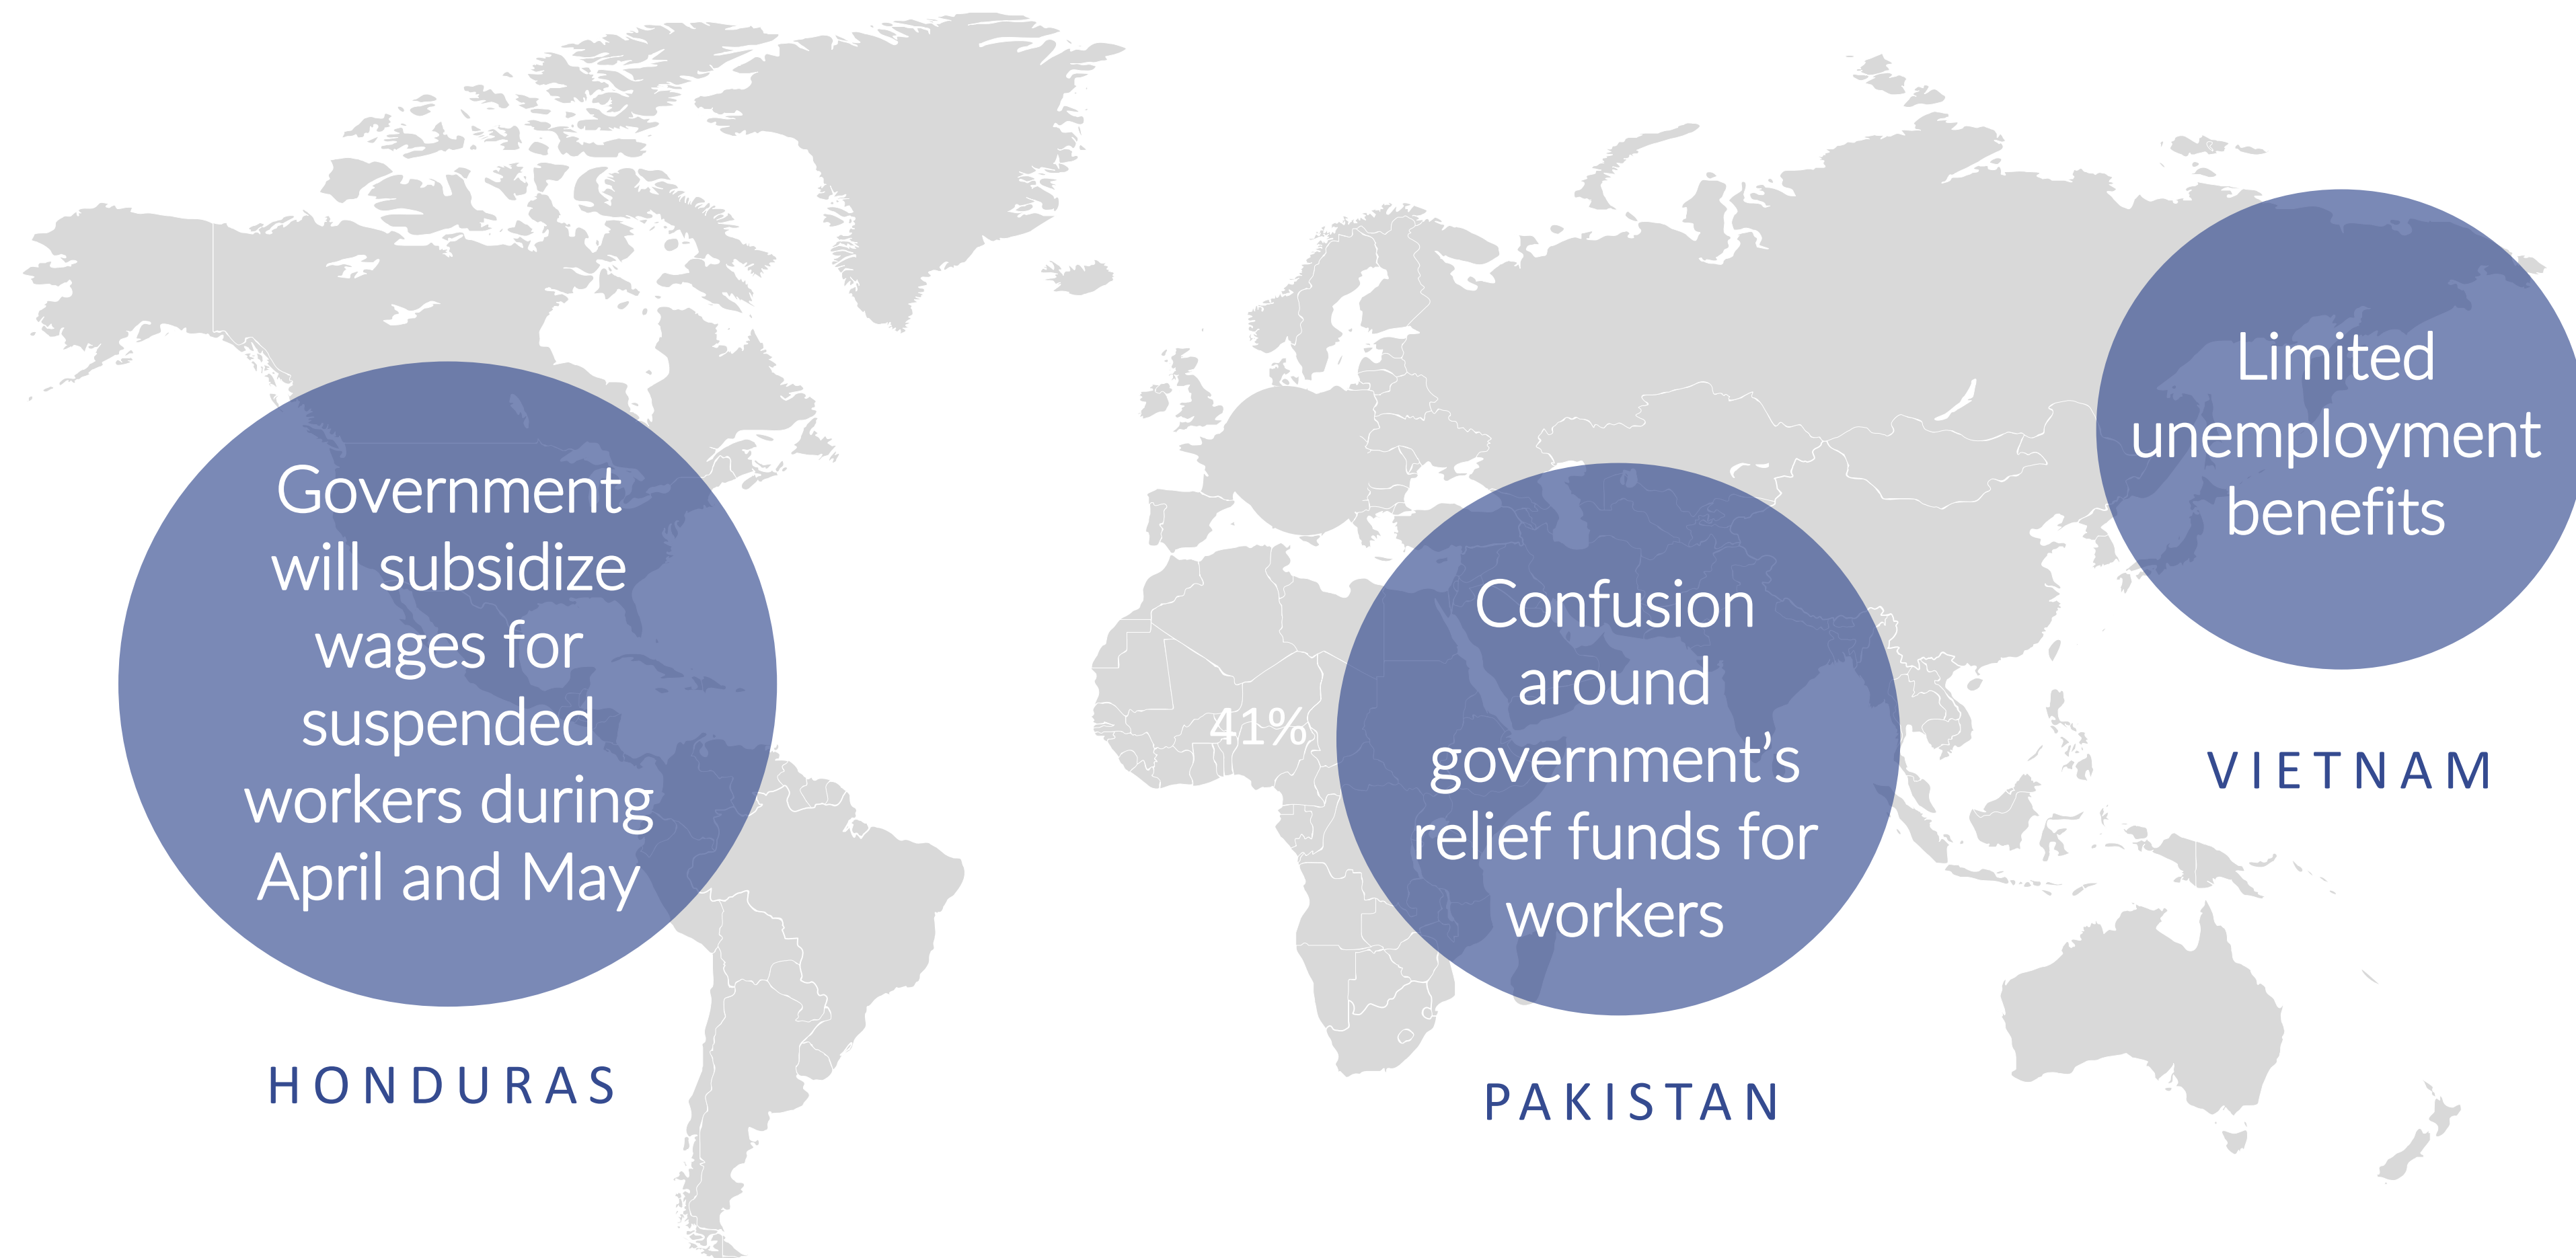 Government
will subsidize
wages for
suspended
workers during
April and May
HONDURAS
41%
Confusion
around
government’s
relief funds for
workers
PAKISTAN
Limited
unemployment
benefits
VIETNAM